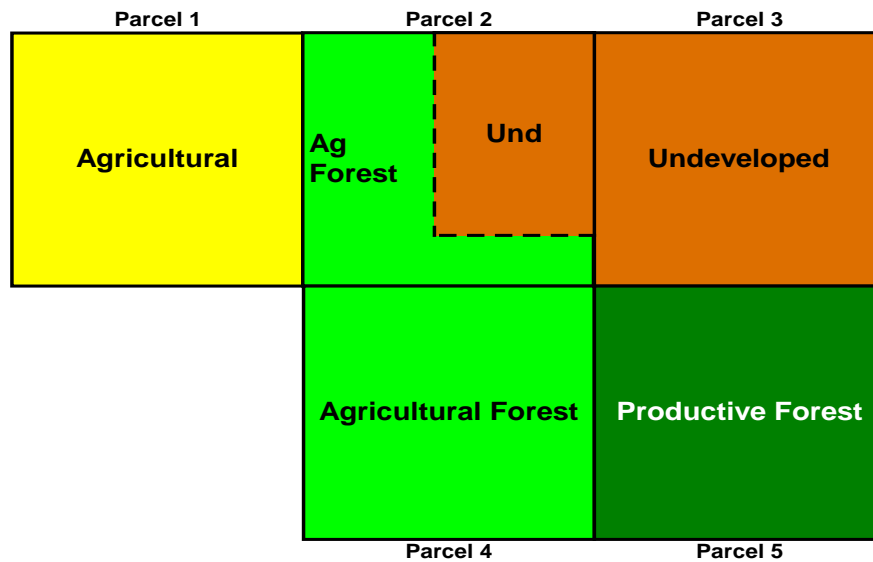 Parcel 1
Parcel 2
Parcel 3
Agricultural
Ag
Forest
Und
Undeveloped
Agricultural Forest
Productive Forest
Parcel 4
Parcel 5